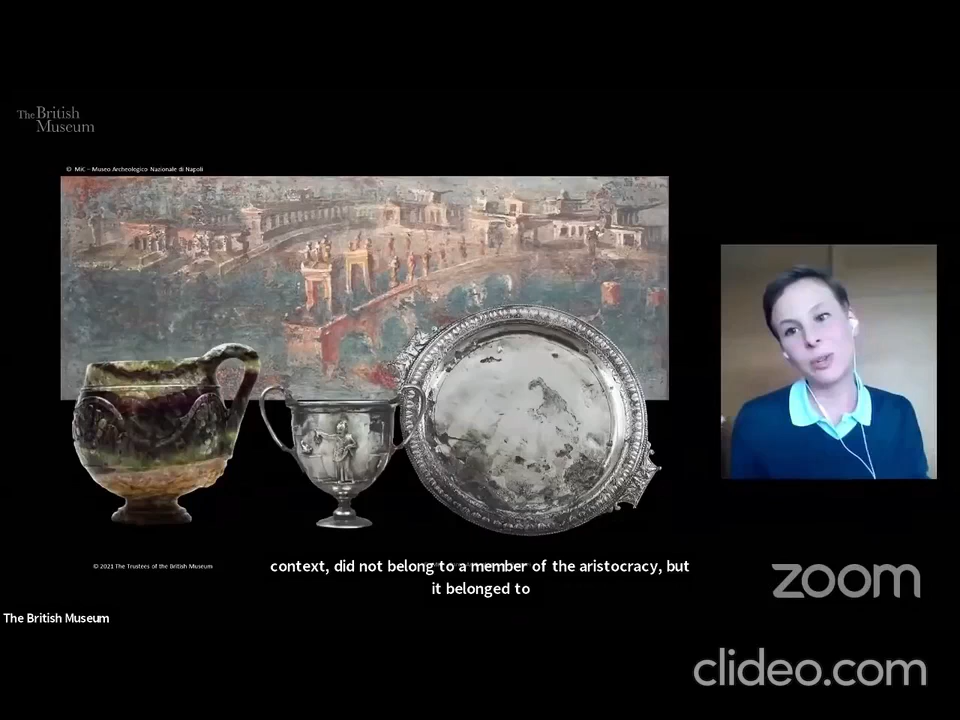 The British
Museum
© MiC – Museo Archeologico Nazionale di Napoli
© 2021 The Trustees of the British Museum
context, did not belong to a member of the aristocracy, but
it belonged to
zoom
The British Museum
clideo.com